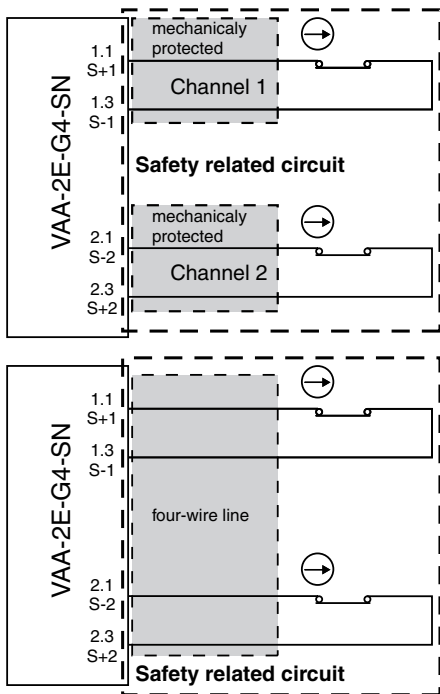 VAA-2E-G4-SN
1.1
S+1
1.3
S-1
mechanicaly
protected
Channel 1
Safety related circuit
2.1
S-2
2.3
S+2
mechanicaly
protected
Channel 2
VAA-2E-G4-SN
1.1
S+1
1.3
S-1
four-wire line
2.1
S-2
2.3
S+2
Safety related circuit